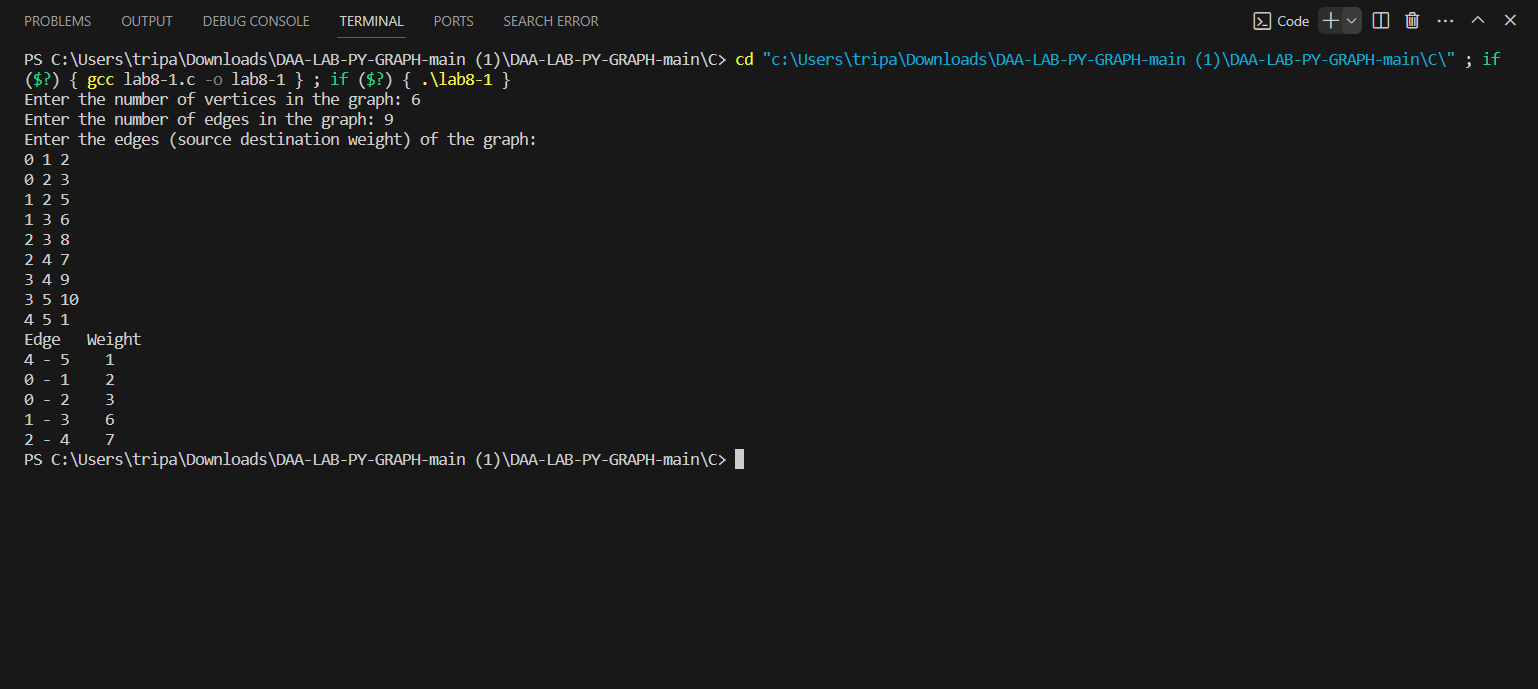 PROBLEMS OUTPUT DEBUG CONSOLE TERMINAL PORTS SEARCH ERROR Code
PS C:\Users\tripa\Downloads\DAA-LAB-PY-GRAPH-main (1)\DAA-LAB-PY-GRAPH-main\C> cd "c:\Users\tripa\Downloads\DAA-LAB-PY-GRAPH-main (1)\DAA-LAB-PY-GRAPH-main\C\" ; if
($?) { gcc lab8-1.c -o lab8-1 } ; if ($?) { .\lab8-1 }
Enter the number of vertices in the graph: 6
Enter the number of edges in the graph: 9
Enter the edges (source destination weight) of the graph:
0 1 2
0 2 3
1 2 5
1 3 6
2 3 8
2 4 7
3 4 9
3 5 10
4 5 1
Edge   Weight
4 - 5    1
0 - 1    2
0 - 2    3
1 - 3    6
2 - 4    7
PS C:\Users\tripa\Downloads\DAA-LAB-PY-GRAPH-main (1)\DAA-LAB-PY-GRAPH-main\C>